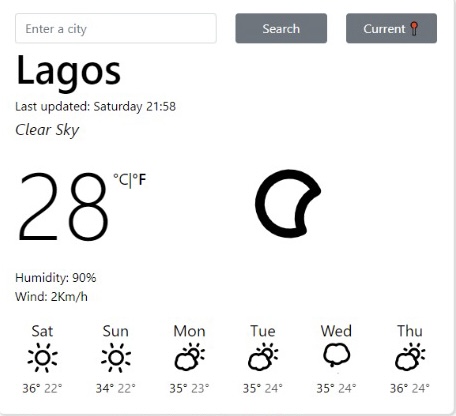 Enter a city Search Current
Lagos
Last updated: Saturday 21:58
Clear Sky
28 °C|°F
Humidity: 90%
Wind: 2Km/h
Sat Sun Mon Tue Wed Thu
36° 22° 34° 22° 35° 23° 35° 24° 35° 24° 36° 24°